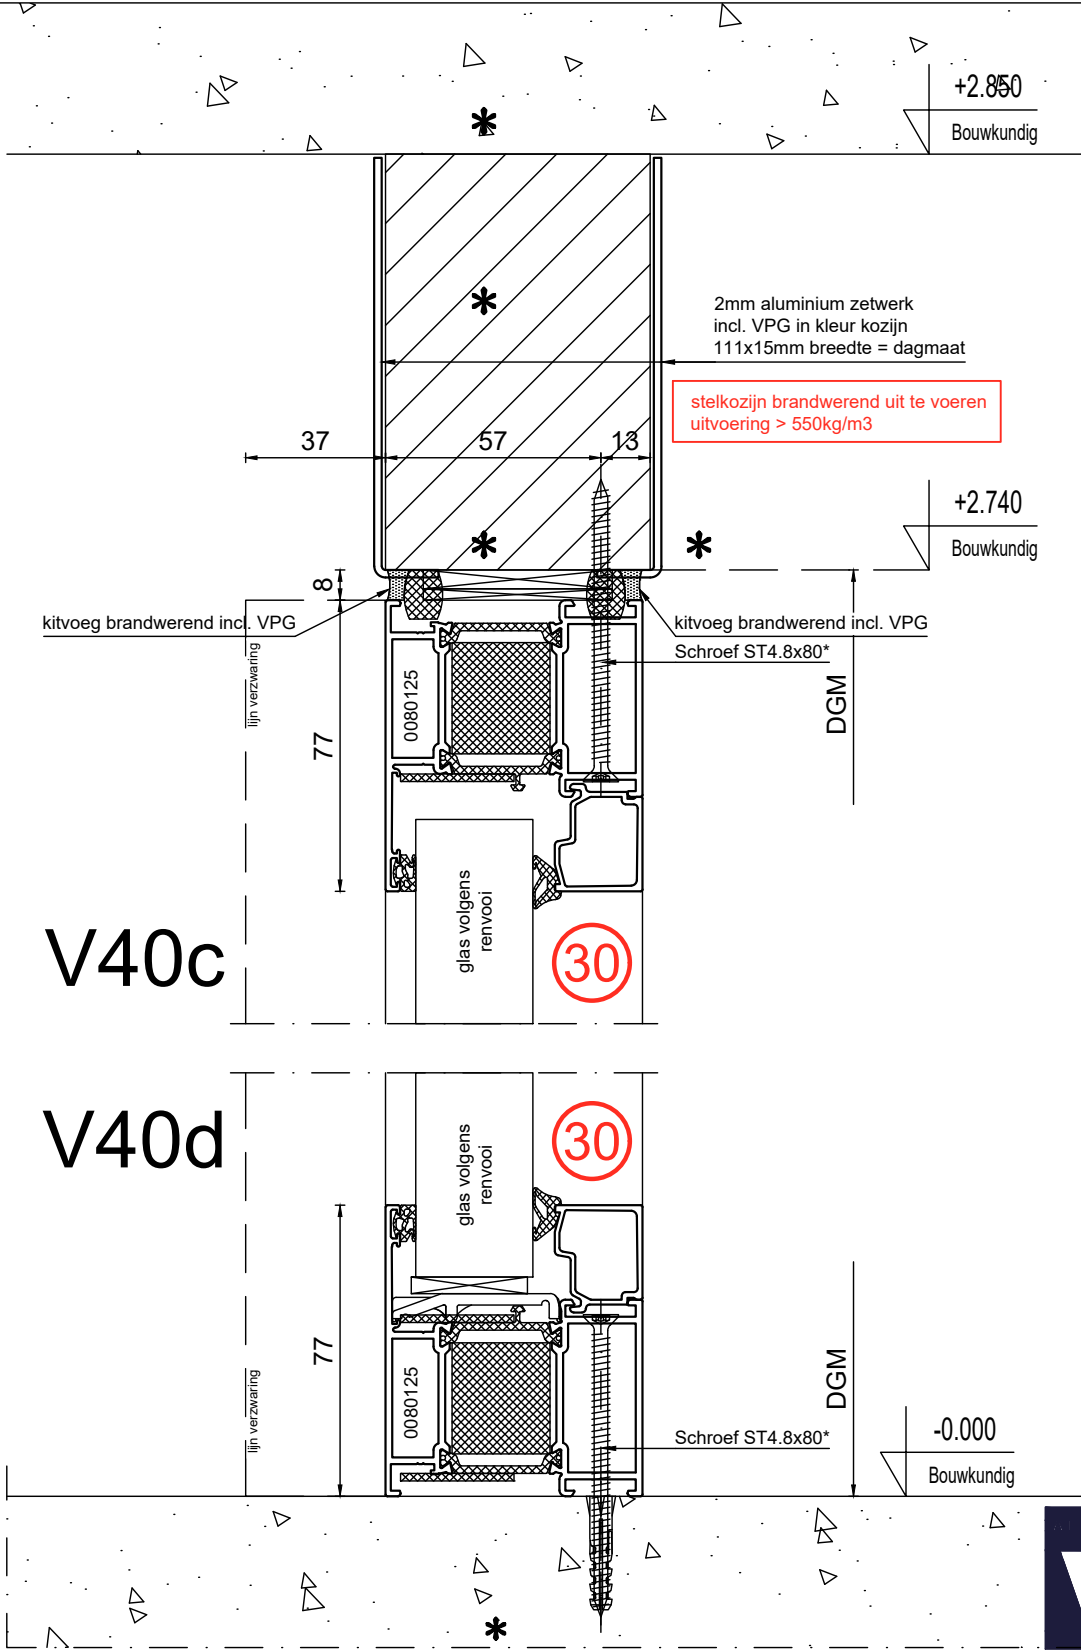 +2.850
Bouwkundig
2mm aluminium zetwerk
incl. VPG in kleur kozijn
111x15mm breedte = dagmaat
stelkozijn brandwerend uit te voeren
uitvoering > 550kg/m3
37
57
13
+2.740
Bouwkundig
8
kitvoeg brandwerend incl. VPG
kitvoeg brandwerend incl. VPG
Schroef ST4.8x80*
lijn verzwaring
0080125
77
DGM
glas volgens
renvooi
V40c
30
V40d
30
glas volgens
renvooi
77
lijn verzwaring
0080125
DGM
Schroef ST4.8x80*
-0.000
Bouwkundig